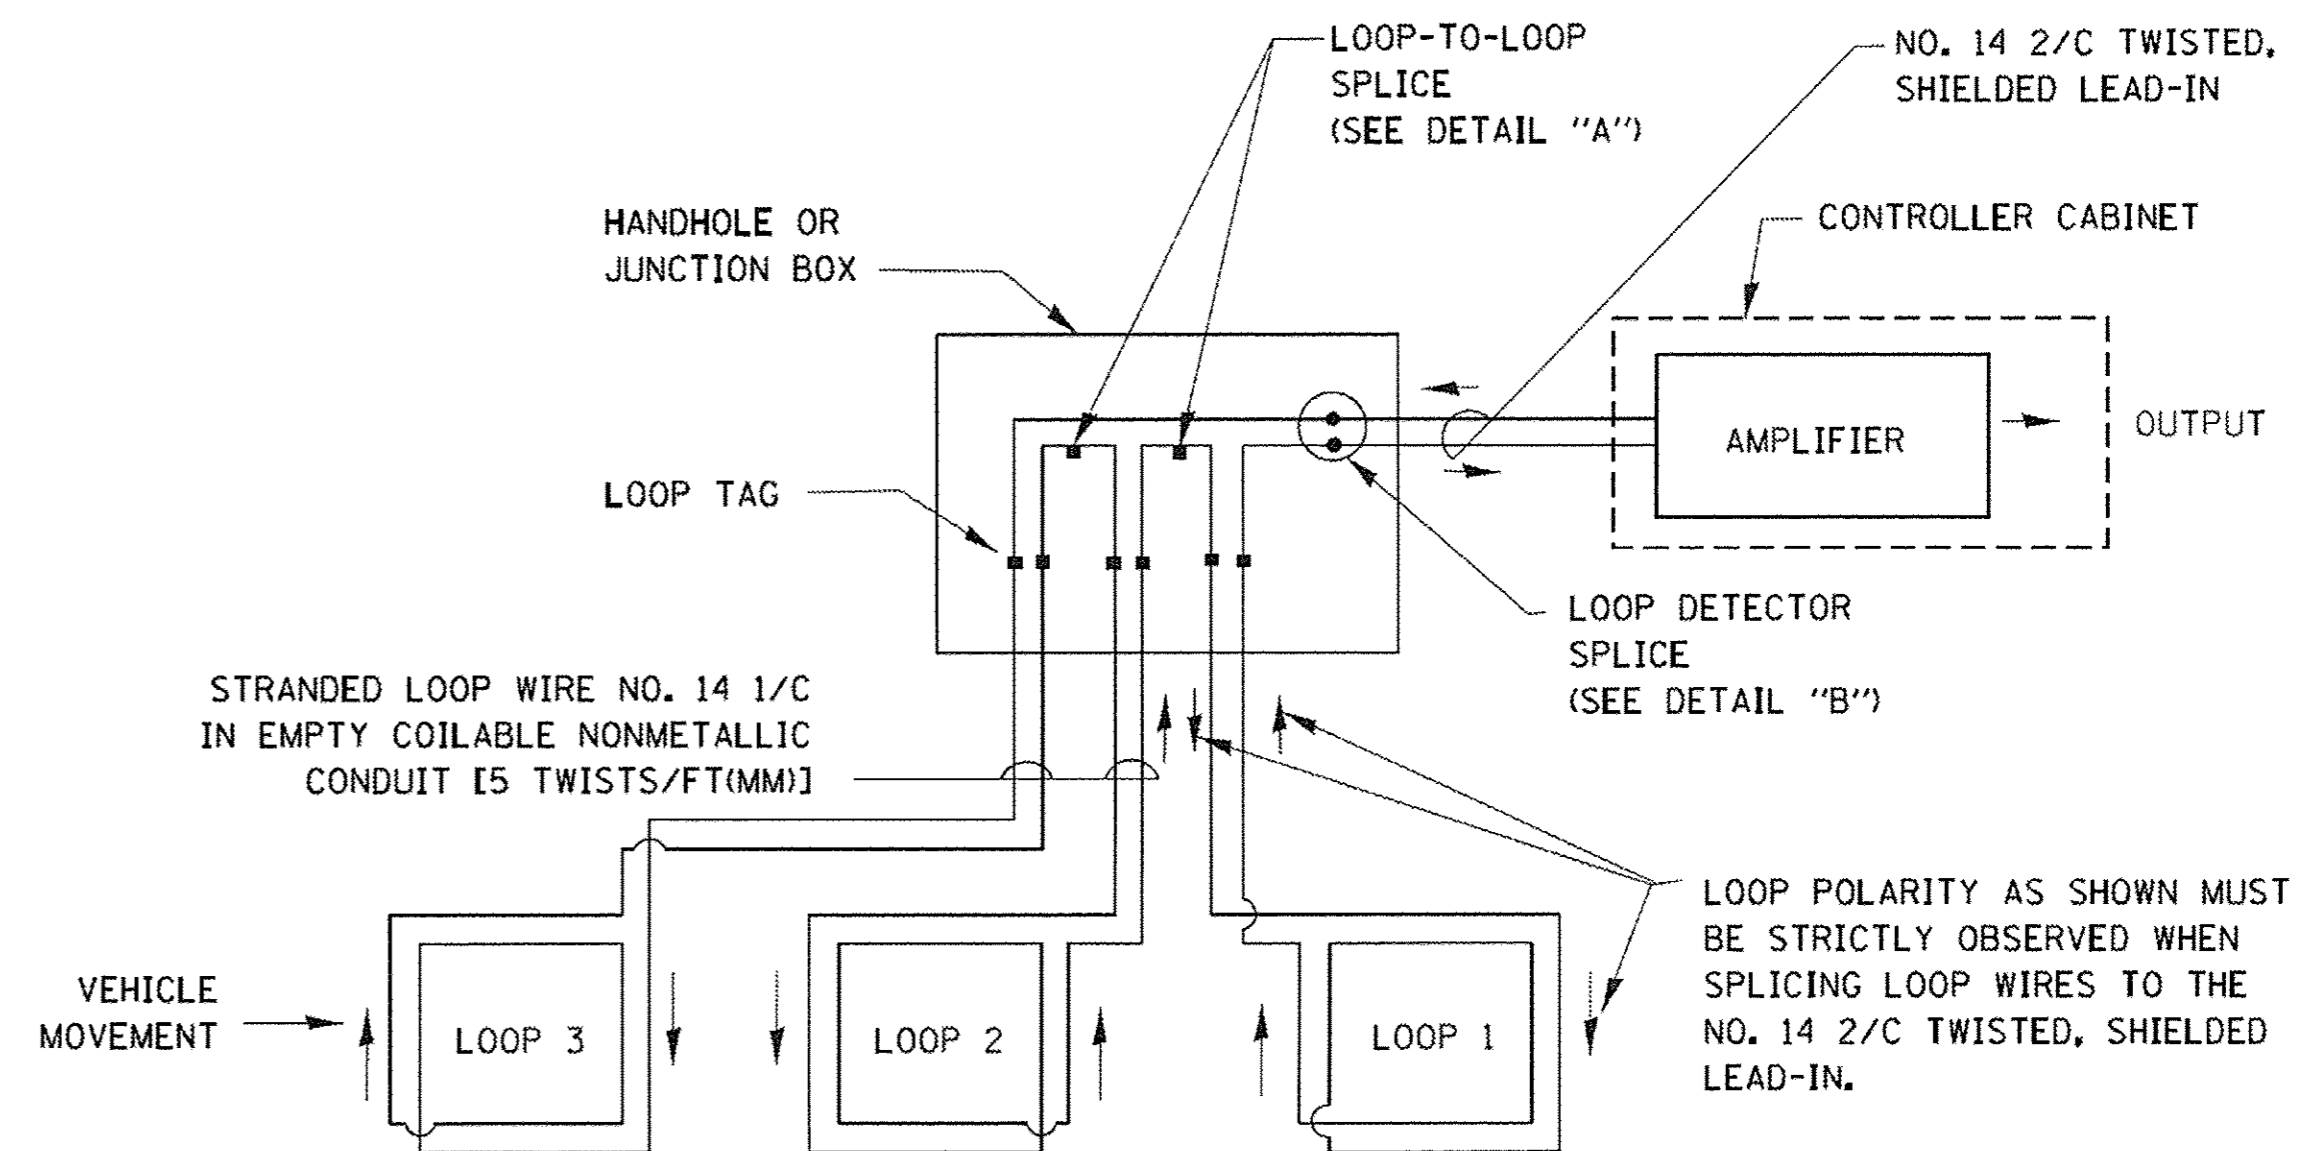 LOOP-TO-LOOP
SPLICE
(SEE DETAIL "A")
NO. 14 2/C TWISTED,
SHIELDED LEAD-IN
HANDHOLE OR
JUNCTION BOX
CONTROLLER CABINET
AMPLIFIER
OUTPUT
LOOP TAG
LOOP DETECTOR
SPLICE
(SEE DETAIL "B")
STRANDED LOOP WIRE NO. 14 1/C
IN EMPTY COILABLE NONMETALLIC
CONDUIT [5 TWISTS/FT(MM)]
LOOP POLARITY AS SHOWN MUST
BE STRICTLY OBSERVED WHEN
SPLICING LOOP WIRES TO THE
NO. 14 2/C TWISTED, SHIELDED
LEAD-IN.
VEHICLE
MOVEMENT
LOOP 3
LOOP 2
LOOP 1